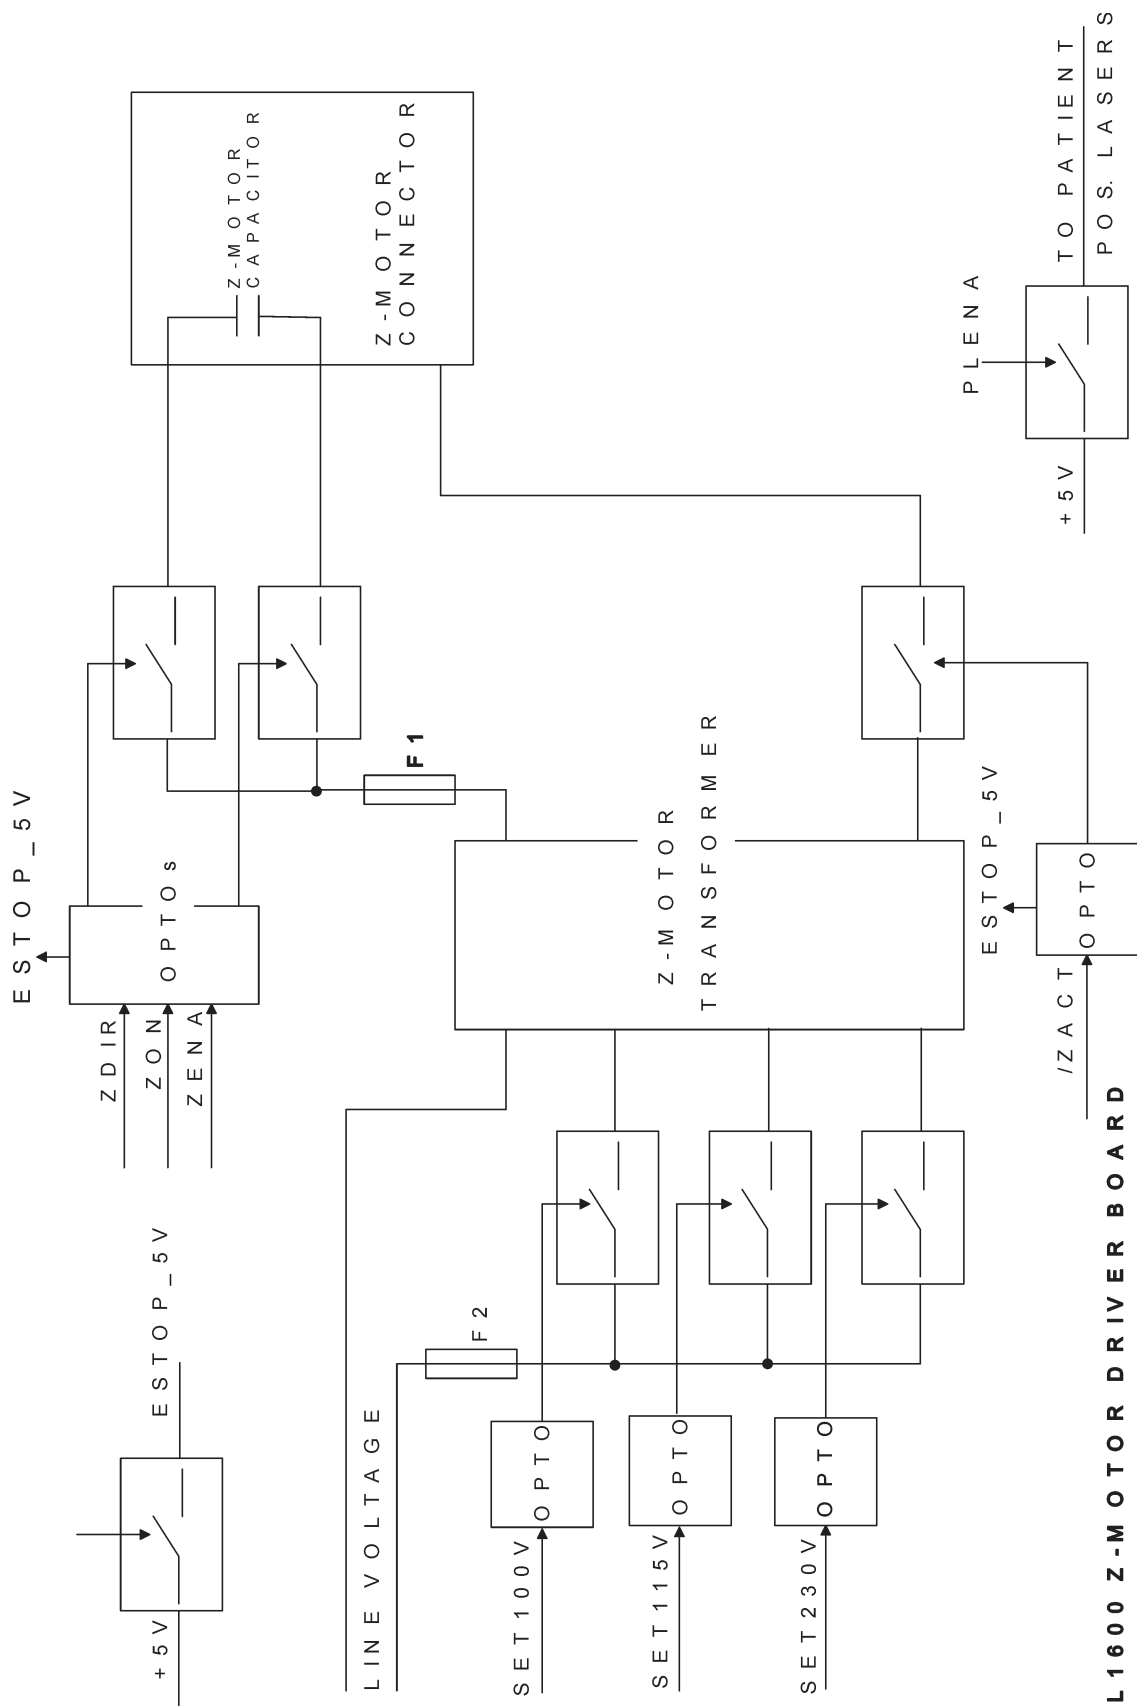 ESTOP_5V
+5V
ESTOP_5V
ZDIR
ZON
ZENA
OPTOs
Z-MOTOR
CAPACITOR
Z-MOTOR
CONNECTOR
F1
LINE VOLTAGE
F2
SET100V
OPTO
SET115V
OPTO
SET230V
OPTO
Z-MOTOR
TRANSFORMER
ESTOP_5V
/ZACT
OPTO
PLENA
+5V
TO PATIENT
POS. LASERS
L1600 Z-MOTOR DRIVER BOARD